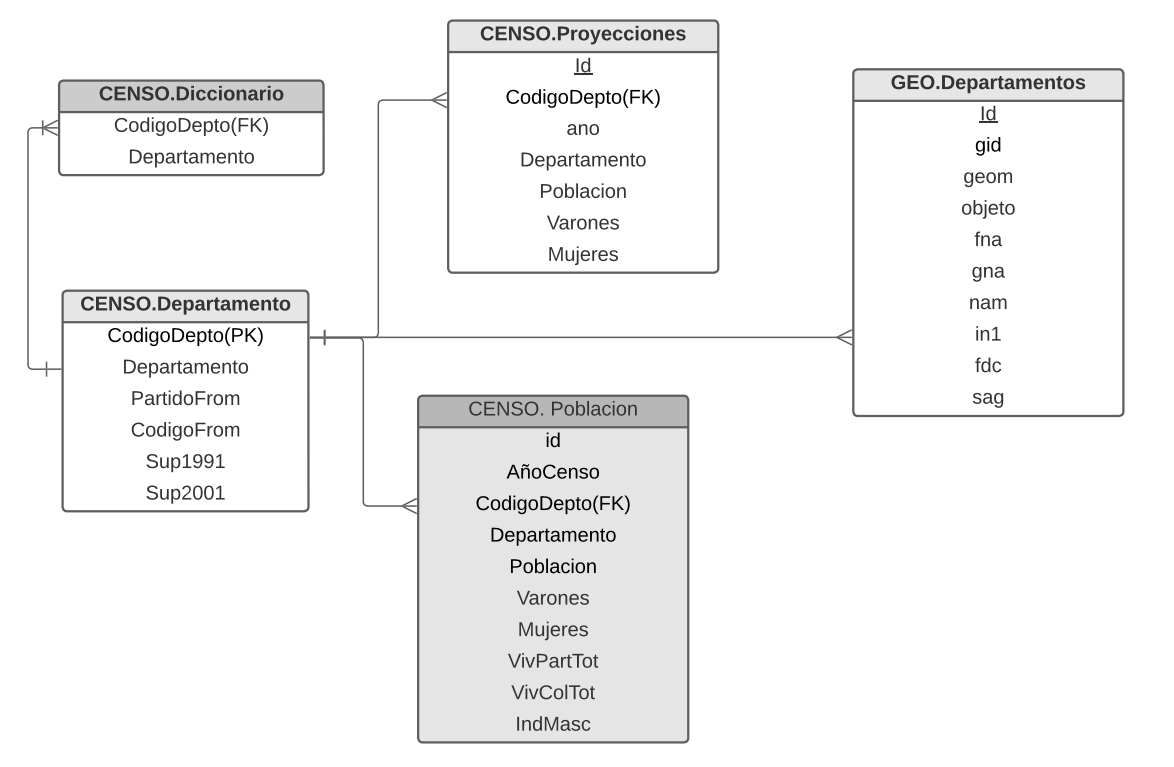 CENSO.Diccionario
CodigoDepto(FK)
Departamento
CENSO.Proyecciones
Id
CodigoDepto(FK)
ano
Departamento
Poblacion
Varones
Mujeres
GEO.Departamentos
Id
gid
geom
objeto
fna
gna
nam
in1
fdc
sag
CENSO.Departamento
CodigoDepto(PK)
Departamento
PartidoFrom
CodigoFrom
Sup1991
Sup2001
CENSO. Poblacion
id
AñoCenso
CodigoDepto(FK)
Departamento
Poblacion
Varones
Mujeres
VivPartTot
VivColTot
IndMasc